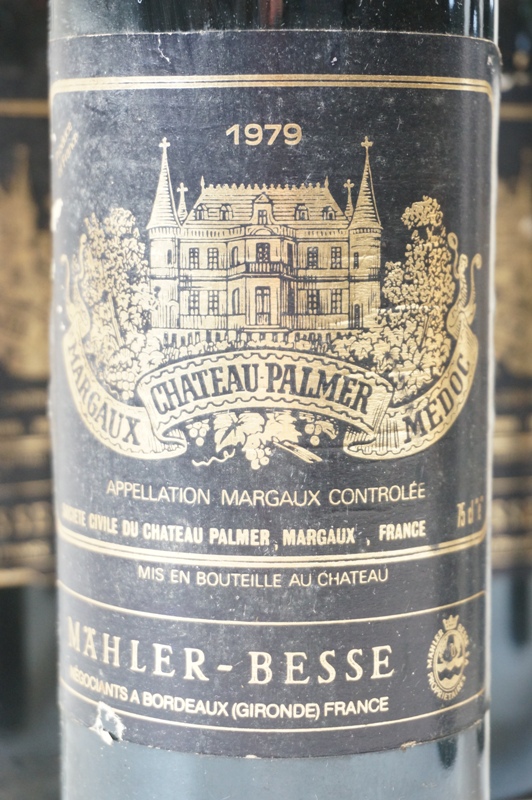 1979
MARGAUX CHATEAU PALMER MÉDOC
APPELLATION MARGAUX CONTROLÉE
CIVILE DU CHATEAU PALMER, MARGAUX, FRANCE
MIS EN BOUTEILLE AU CHATEAU
MÄHLER-BESSE
NÉGOCIANTS A BORDEAUX (GIRONDE) FRANCE